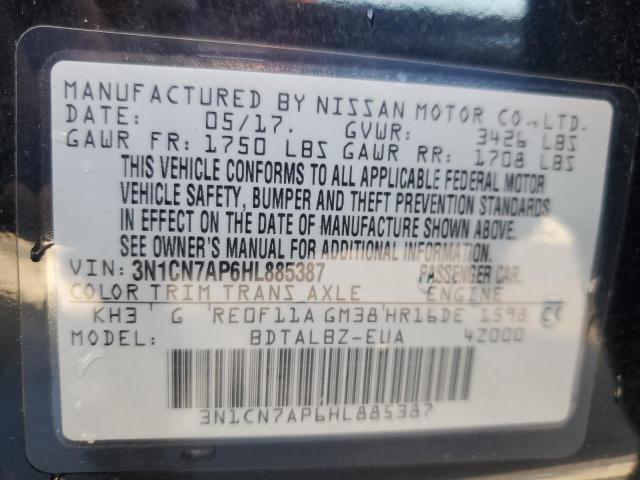 MANUFACTURED BY NISSAN MOTOR CO.,LTD.
DATE: 05/17. GVWR: 3426 LBS
GAWR FR: 1750 LBS GAWR RR: 1708 LBS
THIS VEHICLE CONFORMS TO ALL APPLICABLE FEDERAL MOTOR
VEHICLE SAFETY, BUMPER AND THEFT PREVENTION STANDARDS
IN EFFECT ON THE DATE OF MANUFACTURE SHOWN ABOVE.
SEE OWNER'S MANUAL FOR ADDITIONAL INFORMATION.
VIN: 3N1CN7AP6HL885387 PASSENGER CAR.
COLOR TRIM TRANS AXLE ENGINE
KH3 G RE0F11A GM38 HR16DE 1598 CC
MODEL: BDTALBZ-EUA 42000
3N1CN7AP6HL885387